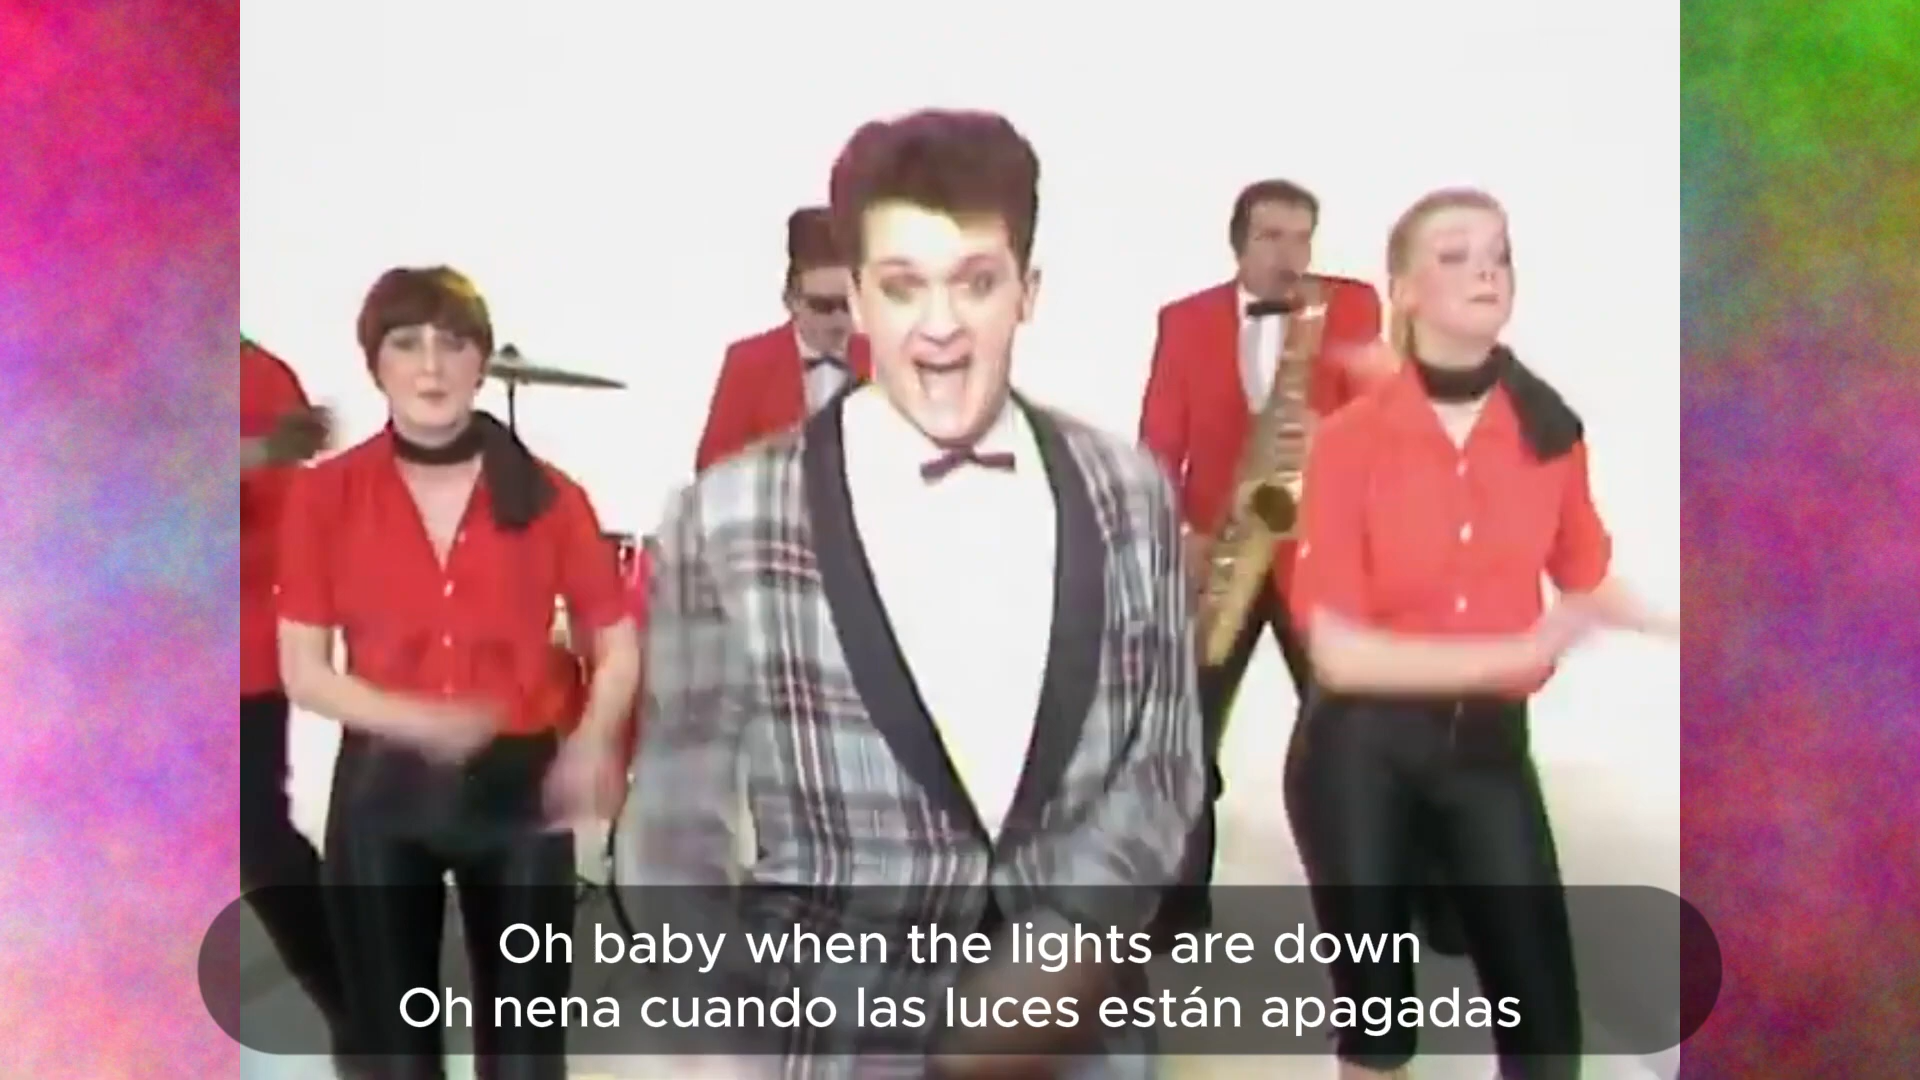 Oh baby when the lights are down
Oh nena cuando las luces están apagadas